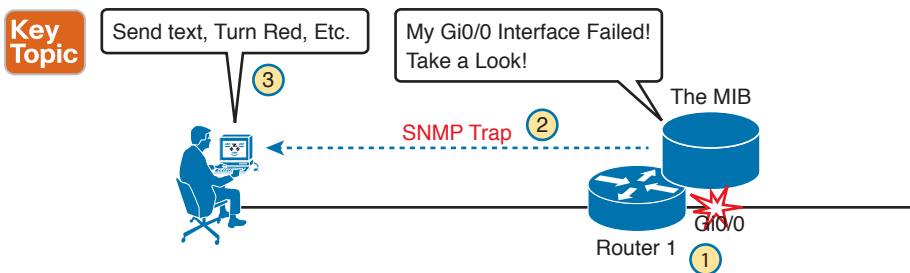 Key
Topic
Send text, Turn Red, Etc.
My Gi0/0 Interface Failed!
Take a Look!
3
The MIB
SNMP Trap
2
Gi0/0
Router 1
1